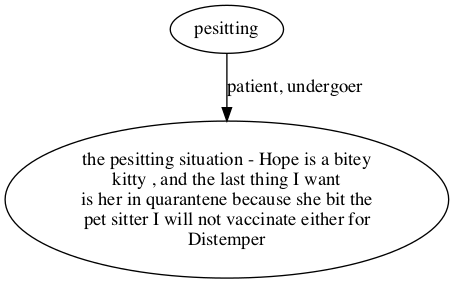 pesitting
patient, undergoer
the pesitting situation - Hope is a bitey
kitty , and the last thing I want
is her in quarantene because she bit the
pet sitter I will not vaccinate either for
Distemper